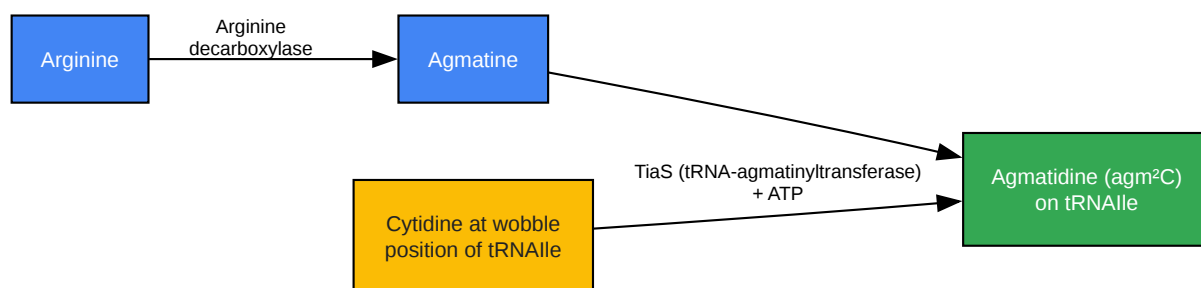 Arginine
Arginine
decarboxylase
Agmatine
TiaS (tRNA-agmatinyltransferase)
+ ATP
Cytidine at wobble
position of tRNAIle
Agmatidine (agm²C)
on tRNAIle